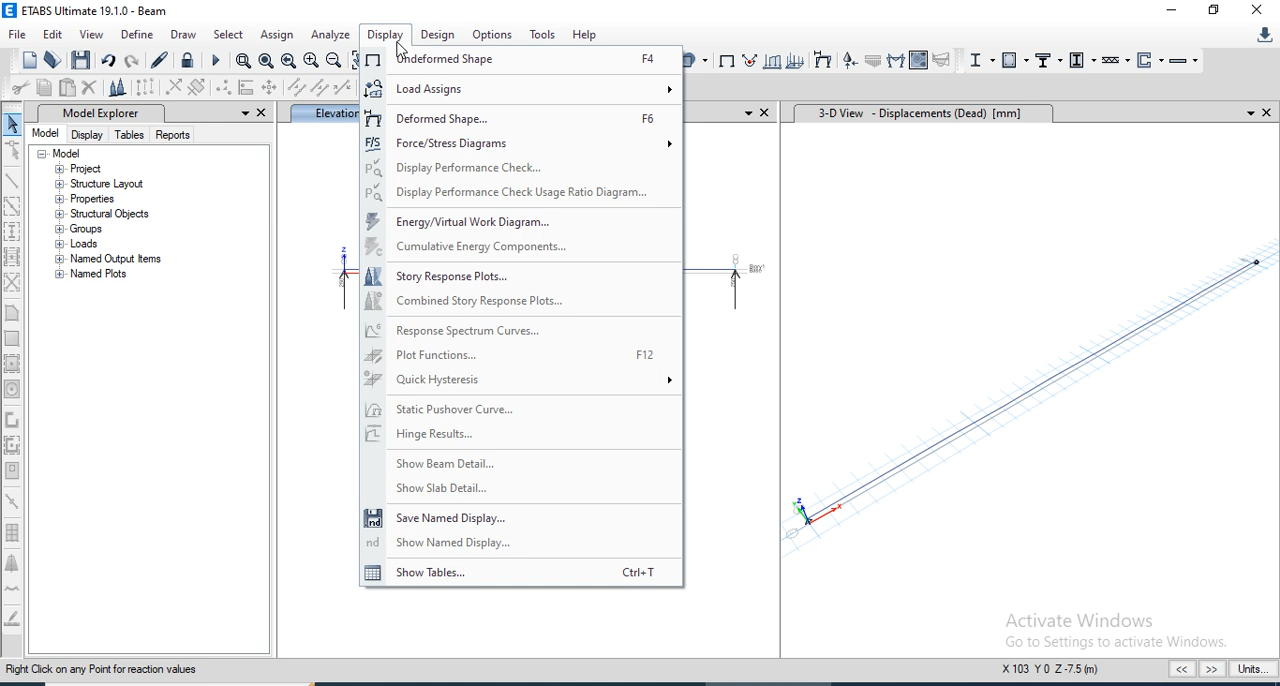 ETABS Ultimate 19.1.0 - Beam
File Edit View Define Draw Select Assign Analyze Display Design Options Tools Help
Model Explorer
Model Display Tables Reports
Model
Project
Structure Layout
Properties
Structural Objects
Groups
Loads
Named Output Items
Named Plots
Elevation
Undeformed Shape F4
Load Assigns
Deformed Shape... F6
Force/Stress Diagrams
Display Performance Check...
Display Performance Check Usage Ratio Diagram...
Energy/Virtual Work Diagram...
Cumulative Energy Components...
Story Response Plots...
Combined Story Response Plots...
Response Spectrum Curves...
Plot Functions... F12
Quick Hysteresis
Static Pushover Curve...
Hinge Results...
Show Beam Detail...
Show Slab Detail...
Save Named Display...
Show Named Display...
Show Tables... Ctrl+T
3-D View - Displacements (Dead) [mm]
Z
Z
X
Activate Windows
Go to Settings to activate Windows.
Right Click on any Point for reaction values
X 103 Y 0 Z -7.5 (m)
<< >> Units...